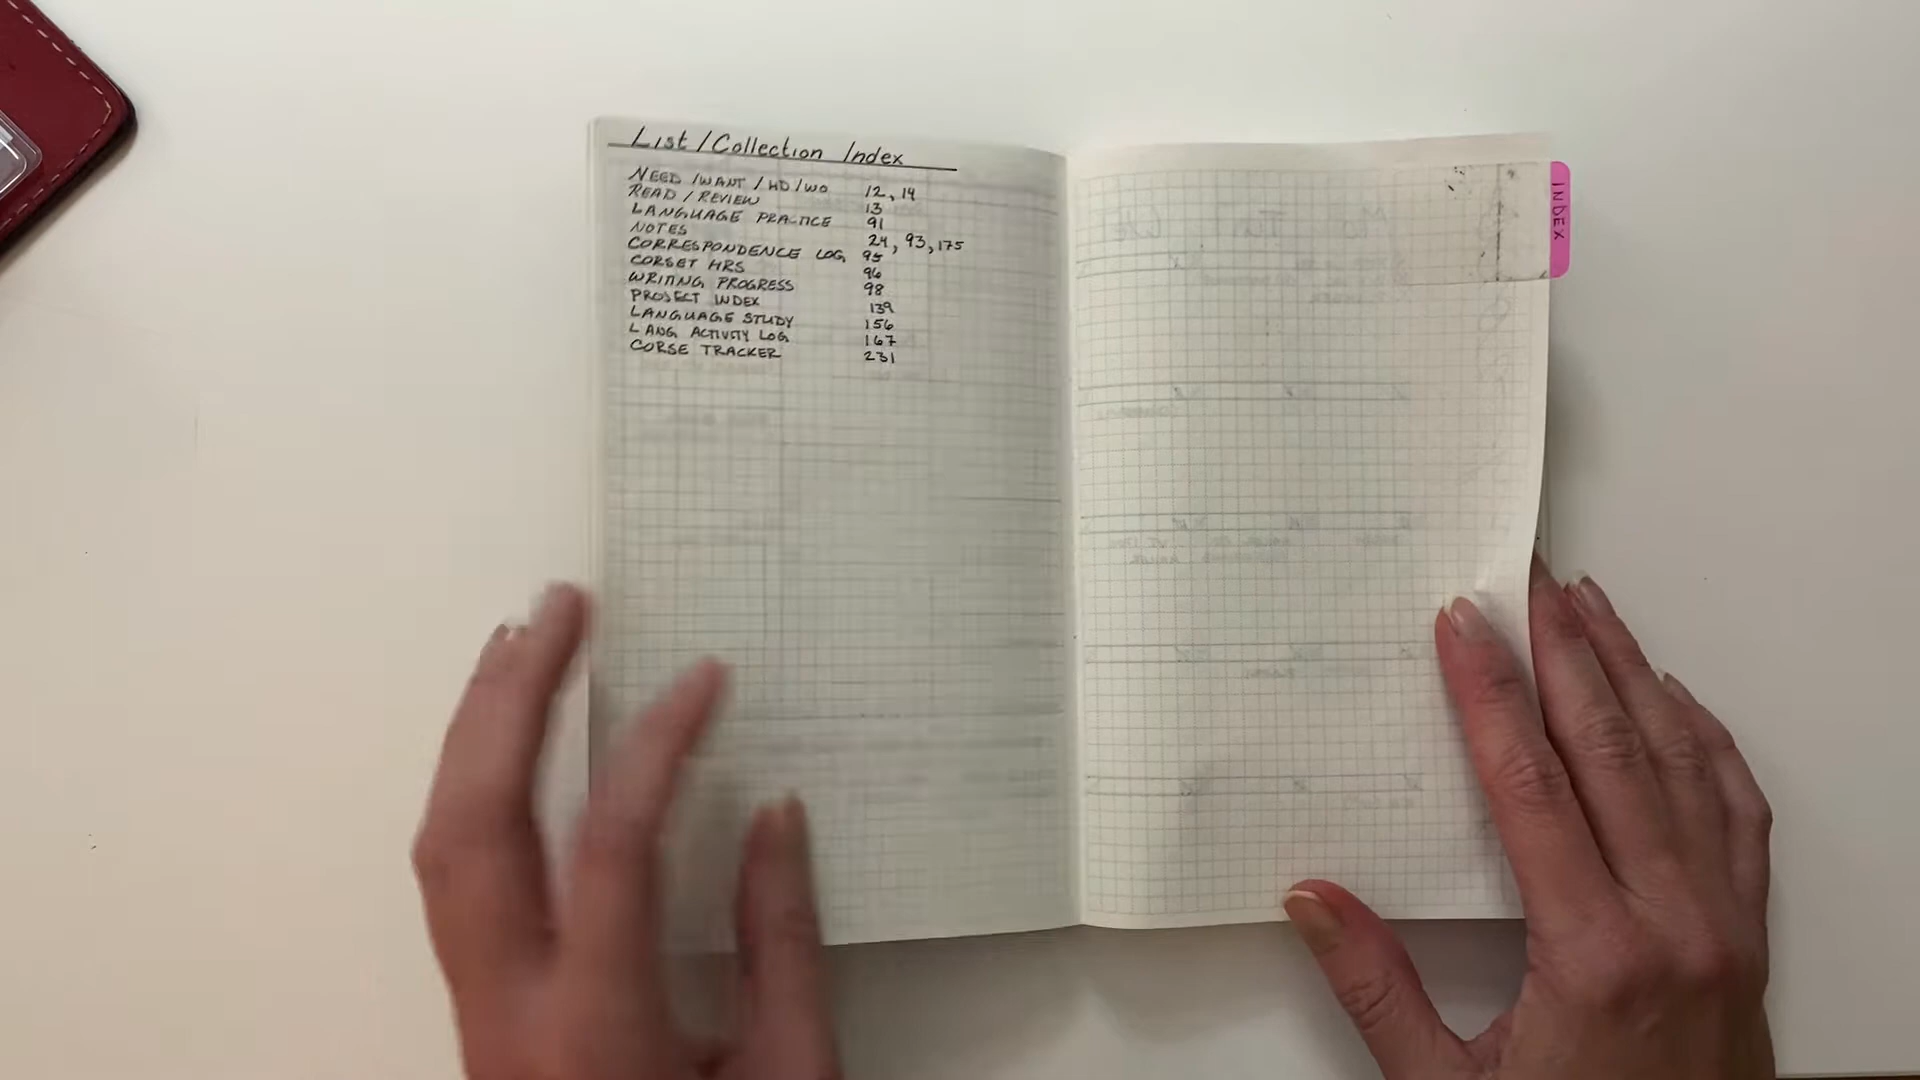 List / Collection Index
NEED / WANT / HD / WO 12, 14
READ / REVIEW 13
LANGUAGE PRACTICE 91
NOTES 24, 93, 175
CORRESPONDENCE LOG 95
CORSET HRS 96
WRITING PROGRESS 98
PROJECT INDEX 139
LANGUAGE STUDY 156
LANG ACTIVITY LOG 167
CORSE TRACKER 231
INDEX